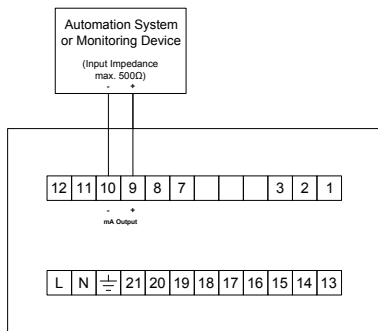 Automation System
or Monitoring Device
(Input Impedance
max. 500Ω)
- +
12 11 10 9 8 7 3 2 1
- +
mA Output
L N 21 20 19 18 17 16 15 14 13